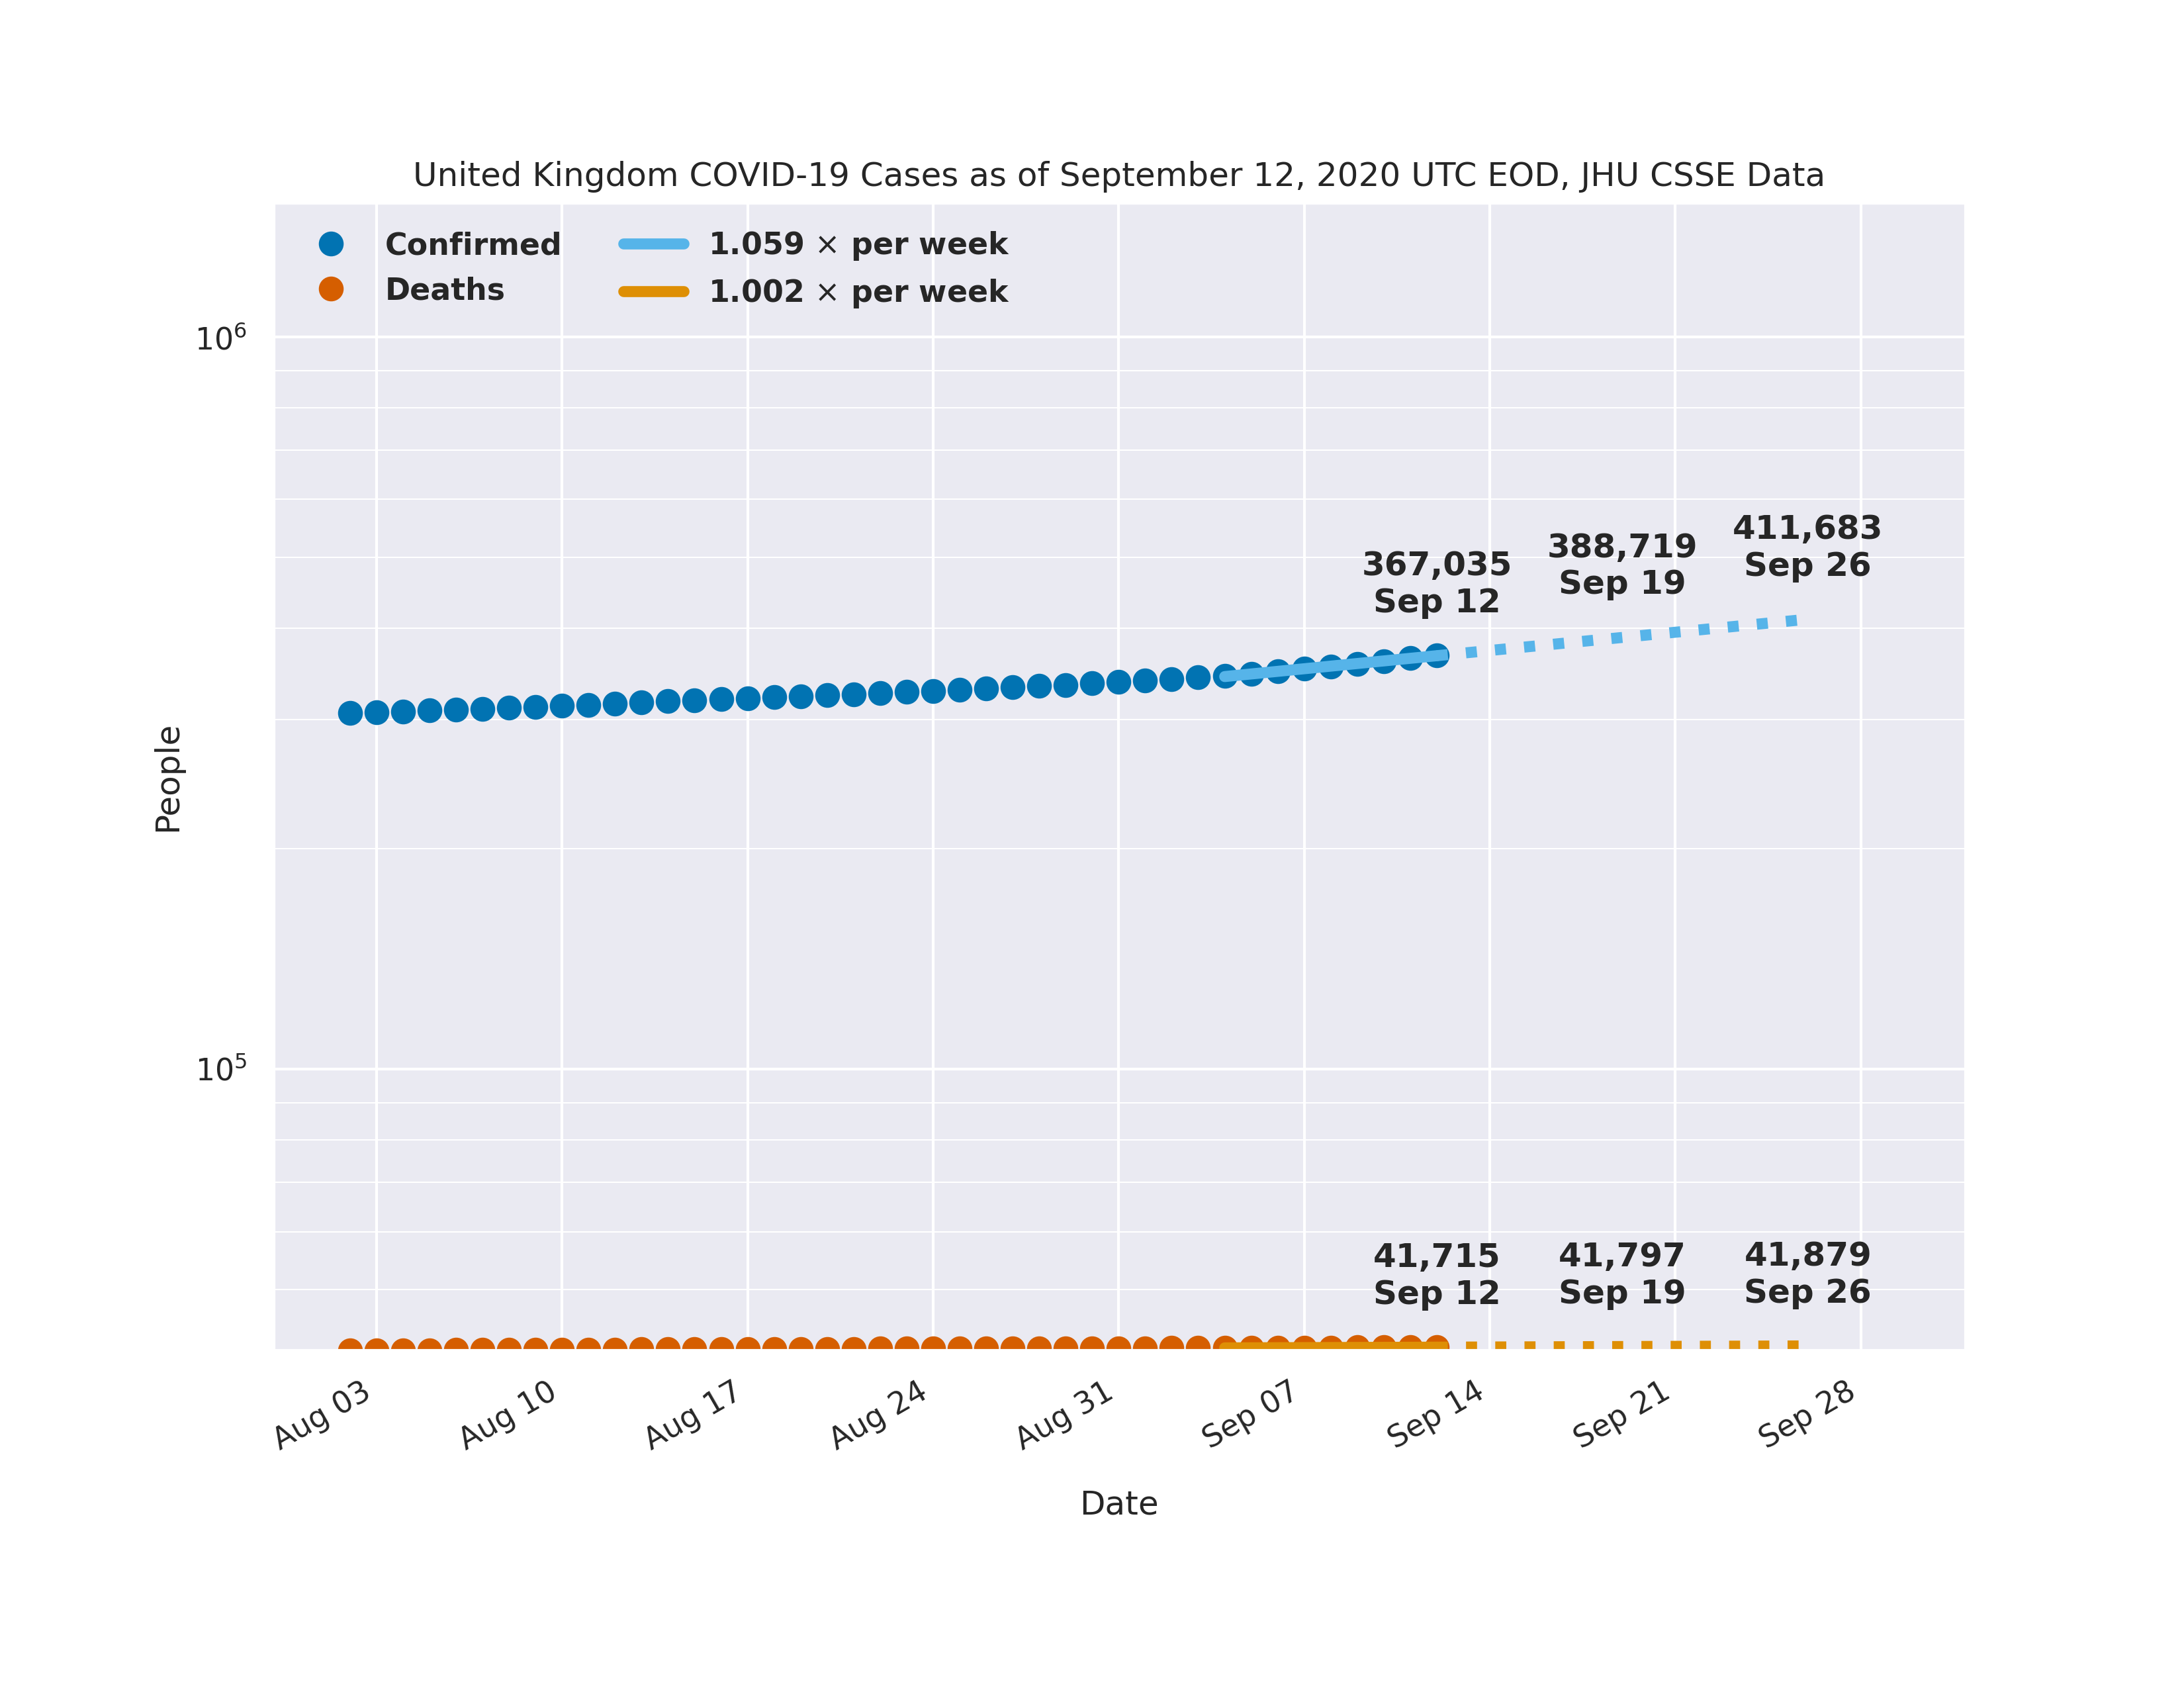 United Kingdom COVID-19 Cases as of September 12, 2020 UTC EOD, JHU CSSE Data
Confirmed
Deaths
1.059 × per week
1.002 × per week
10⁶
10⁵
People
367,035
Sep 12
388,719
Sep 19
411,683
Sep 26
41,715
Sep 12
41,797
Sep 19
41,879
Sep 26
Aug 03
Aug 10
Aug 17
Aug 24
Aug 31
Sep 07
Sep 14
Sep 21
Sep 28
Date